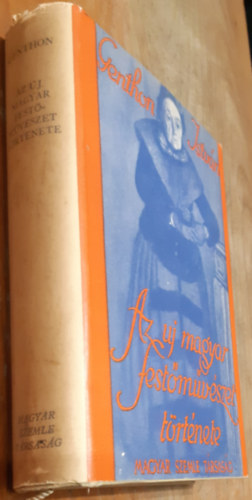 GENTHON
AZ ÚJ
MAGYAR
FESTŐ-
MŰVÉSZET
TÖRTÉNETE
MAGYAR
SZEMLE
TÁRSASÁG
Genthon
István
Az új magyar
festőművészet
története
MAGYAR SZEMLE TÁRSASÁG